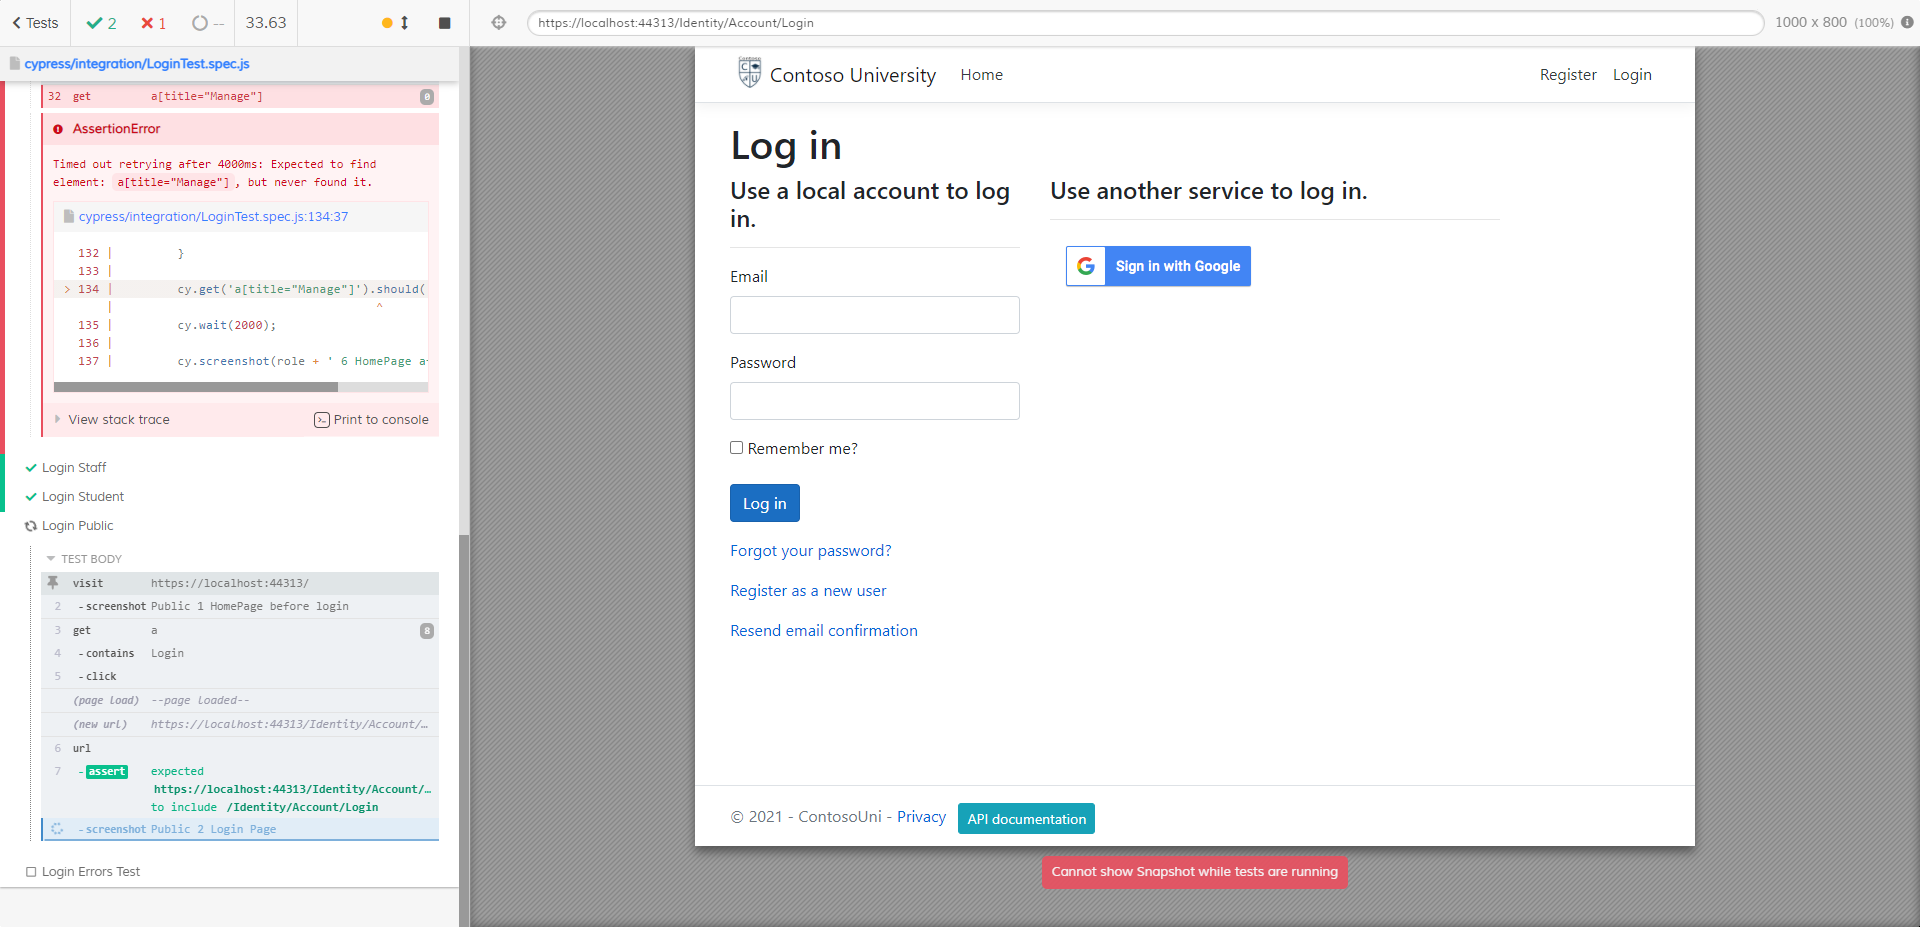 Tests
2
1
--
33.63
https://localhost:44313/Identity/Account/Login
1000 x 800 (100%)
cypress/integration/LoginTest.spec.js
32 get a[title="Manage"] 0
AssertionError
Timed out retrying after 4000ms: Expected to find
element: a[title="Manage"], but never found it.
cypress/integration/LoginTest.spec.js:134:37
132 | }
133 |
> 134 | cy.get('a[title="Manage"]').should(
| ^
135 | cy.wait(2000);
136 |
137 | cy.screenshot(role + ' 6 HomePage a
View stack trace
Print to console
Login Staff
Login Student
Login Public
TEST BODY
visit https://localhost:44313/
2 -screenshot Public 1 HomePage before login
3 get a 8
4 -contains Login
5 -click
(page load) --page loaded--
(new url) https://localhost:44313/Identity/Account/…
6 url
7 -assert expected
https://localhost:44313/Identity/Account/…
to include /Identity/Account/Login
-screenshot Public 2 Login Page
Login Errors Test
Contoso University
Home
Register
Login
Log in
Use a local account to log
in.
Email
Password
Remember me?
Log in
Forgot your password?
Register as a new user
Resend email confirmation
Use another service to log in.
Sign in with Google
© 2021 - ContosoUni - Privacy
API documentation
Cannot show Snapshot while tests are running